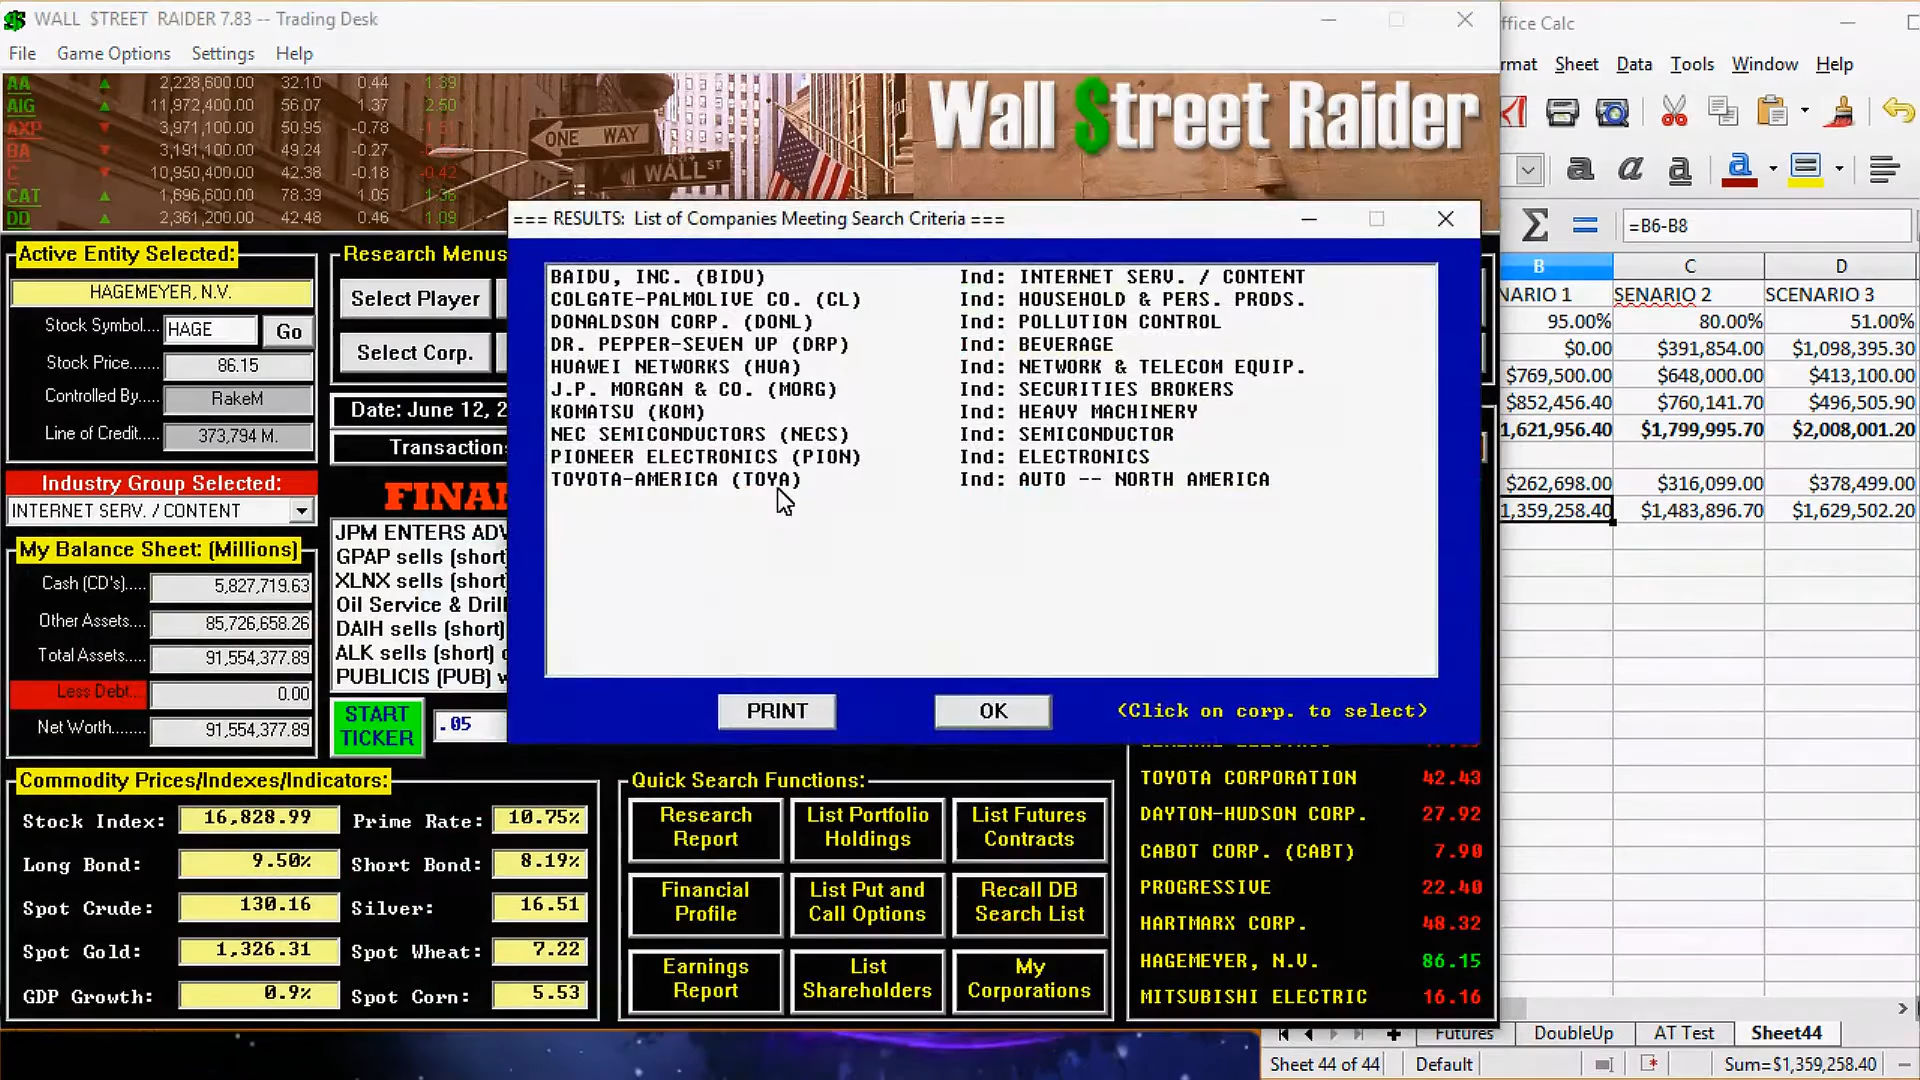 WALL $TREET RAIDER 7.83 -- Trading Desk
File Game Options Settings Help
AA 2,228,600.00 32.10 0.44 1.39
AIG 11,972,400.00 56.07 1.37 2.50
AXP 3,971,100.00 50.95 -0.78
BA 3,191,100.00 49.24 -0.27
C 10,950,400.00 42.38 -0.18 -0.42
CAT 1,696,600.00 78.39 1.05 1.36
DD 2,361,200.00 42.48 0.46 1.09
ONE WAY
WALL ST
Wall $treet Raider
Active Entity Selected:
HAGEMEYER, N.V.
Stock Symbol.... HAGE Go
Stock Price..... 86.15
Controlled By... RakeM
Line of Credit.... 373,794 M.
Industry Group Selected:
INTERNET SERV. / CONTENT
My Balance Sheet: (Millions)
Cash (CD's)..... 5,827,719.63
Other Assets.... 85,726,658.26
Total Assets.... 91,554,377.89
Less Debt... 0.00
Net Worth........ 91,554,377.89
Research Menus
Select Player
Select Corp.
Date: June 12, 2
Transaction
FINA
JPM ENTERS ADV
GPAP sells (short)
XLNX sells (short)
Oil Service & Drill
DAIH sells (short)
ALK sells (short) o
PUBLICIS (PUB) w
START TICKER .05
=== RESULTS: List of Companies Meeting Search Criteria ===
BAIDU, INC. (BIDU) Ind: INTERNET SERV. / CONTENT
COLGATE-PALMOLIVE CO. (CL) Ind: HOUSEHOLD & PERS. PRODS.
DONALDSON CORP. (DONL) Ind: POLLUTION CONTROL
DR. PEPPER-SEVEN UP (DRP) Ind: BEVERAGE
HUAWEI NETWORKS (HUA) Ind: NETWORK & TELECOM EQUIP.
J.P. MORGAN & CO. (MORG) Ind: SECURITIES BROKERS
KOMATSU (KOM) Ind: HEAVY MACHINERY
NEC SEMICONDUCTORS (NECS) Ind: SEMICONDUCTOR
PIONEER ELECTRONICS (PION) Ind: ELECTRONICS
TOYOTA-AMERICA (TOYA) Ind: AUTO -- NORTH AMERICA
PRINT OK <Click on corp. to select>
Commodity Prices/Indexes/Indicators:
Stock Index: 16,828.99 Prime Rate: 10.75%
Long Bond: 9.50% Short Bond: 8.19%
Spot Crude: 130.16 Silver: 16.51
Spot Gold: 1,326.31 Spot Wheat: 7.22
GDP Growth: 0.9% Spot Corn: 5.53
Quick Search Functions:
Research Report
List Portfolio Holdings
List Futures Contracts
Financial Profile
List Put and Call Options
Recall DB Search List
Earnings Report
List Shareholders
My Corporations
TOYOTA CORPORATION 42.43
DAYTON-HUDSON CORP. 27.92
CABOT CORP. (CABT) 7.90
PROGRESSIVE 22.40
HARTMARX CORP. 48.32
HAGEMEYER, N.V. 86.15
MITSUBISHI ELECTRIC 16.16
ffice Calc
rmat Sheet Data Tools Window Help
a a a a
Σ = =B6-B8
B C D
NARIO 1 SENARIO 2 SCENARIO 3
95.00% 80.00% 51.00%
$0.00 $391,854.00 $1,098,395.30
$769,500.00 $648,000.00 $413,100.00
$852,456.40 $760,141.70 $496,505.90
1,621,956.40 $1,799,995.70 $2,008,001.20
$262,698.00 $316,099.00 $378,499.00
1,359,258.40 $1,483,896.70 $1,629,502.20
Futures DoubleUp AT Test Sheet44
Sheet 44 of 44 Default Sum=$1,359,258.40